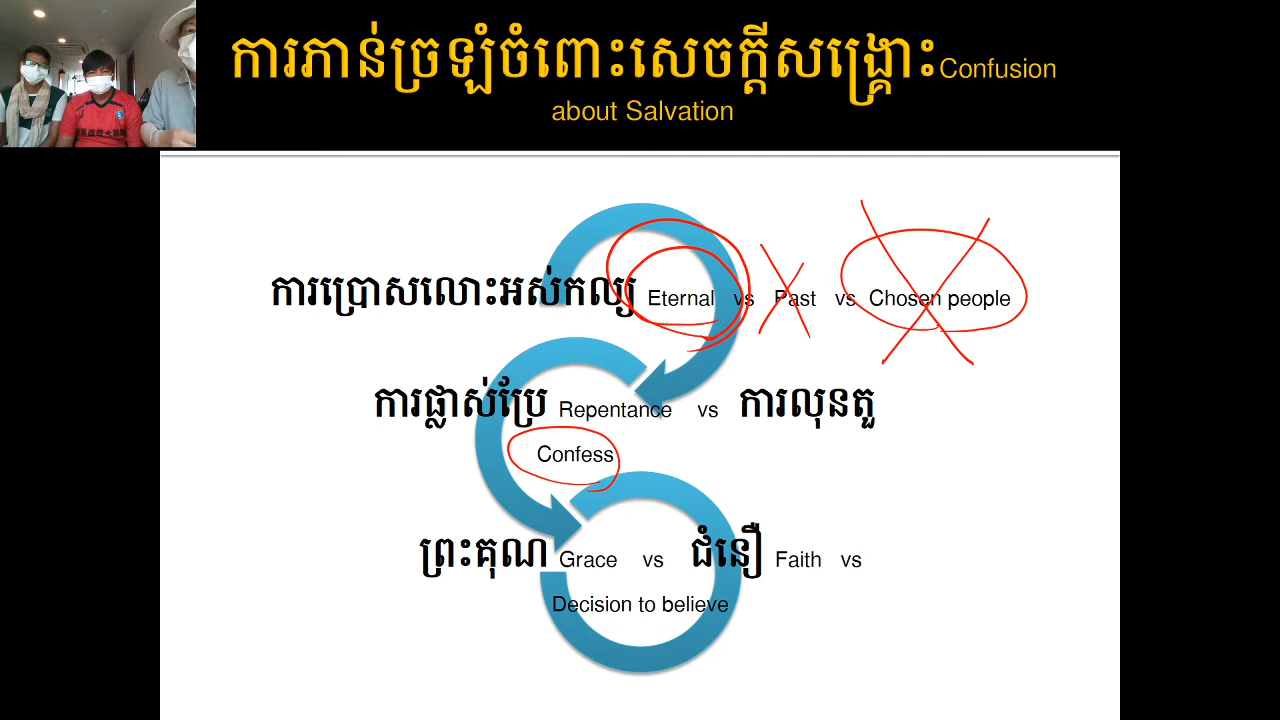 ការភាន់ច្រឡំចំពោះសេចក្តីសង្គ្រោះConfusion
about Salvation
ការប្រោសលោះអស់កល្ប Eternal vs Past vs Chosen people
ការផ្លាស់ប្រែ Repentance vs ការលុនតួ
Confess
ព្រះគុណ Grace vs ជំនឿ Faith vs
Decision to believe